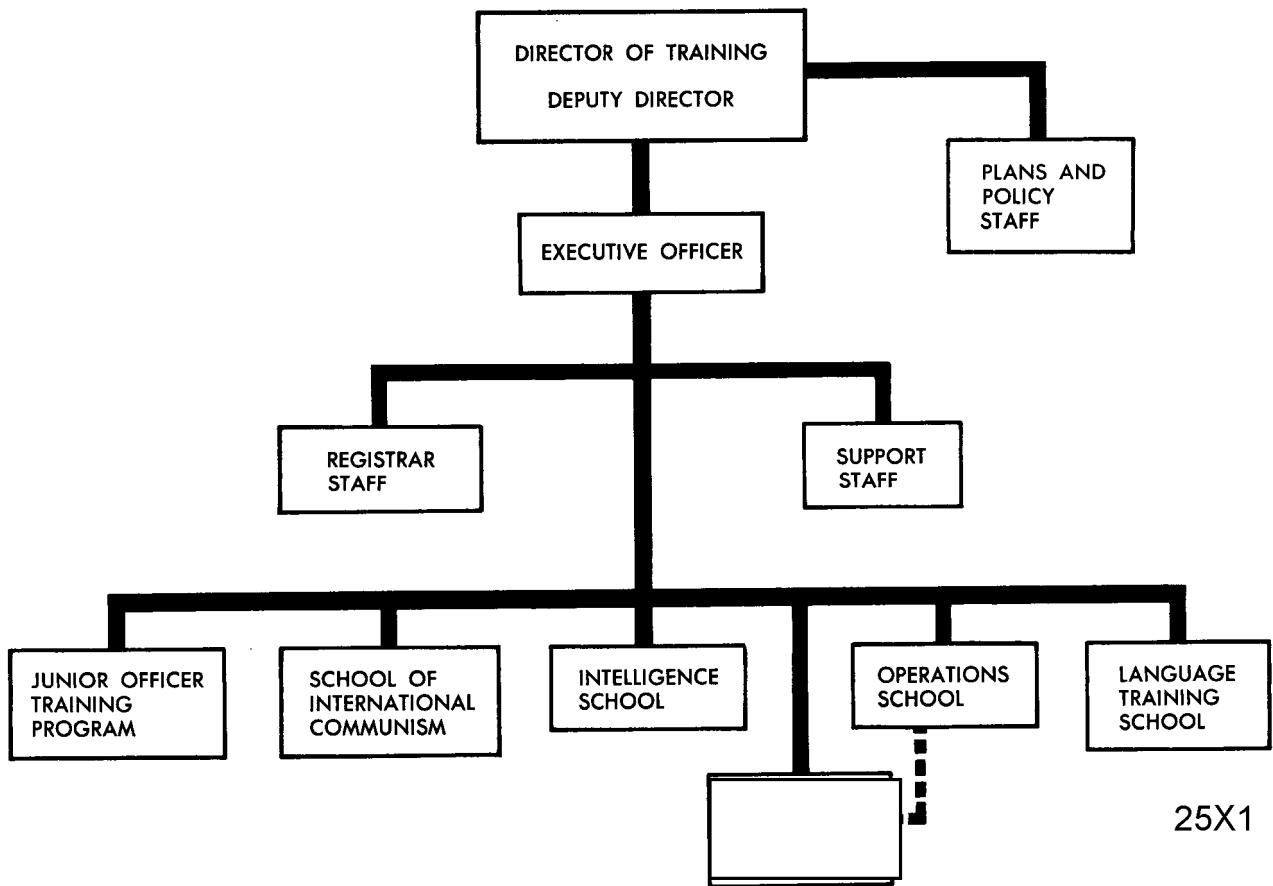 DIRECTOR OF TRAINING
DEPUTY DIRECTOR
PLANS AND
POLICY
STAFF
EXECUTIVE OFFICER
REGISTRAR
STAFF
SUPPORT
STAFF
JUNIOR OFFICER
TRAINING
PROGRAM
SCHOOL OF
INTERNATIONAL
COMMUNISM
INTELLIGENCE
SCHOOL
OPERATIONS
SCHOOL
LANGUAGE
TRAINING
SCHOOL
25X1